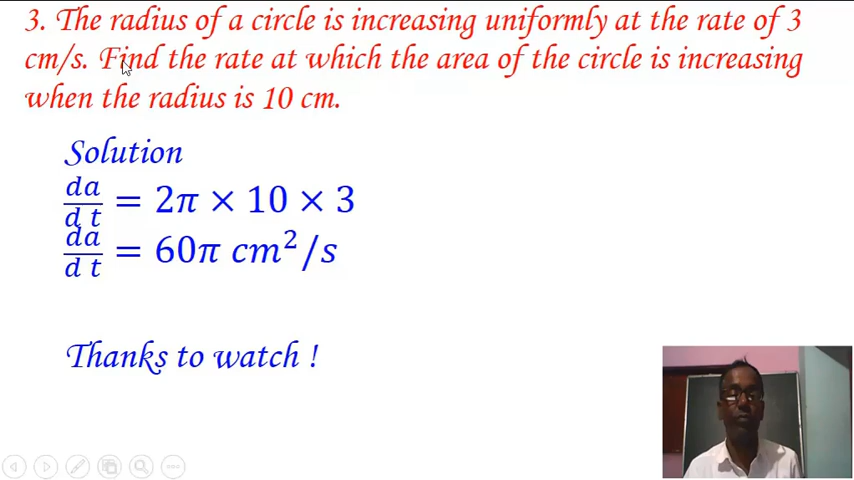 3. The radius of a circle is increasing uniformly at the rate of 3
cm/s. Find the rate at which the area of the circle is increasing
when the radius is 10 cm.
Solution
da/d t = 2π × 10 × 3
da/d t = 60π cm²/s
Thanks to watch !